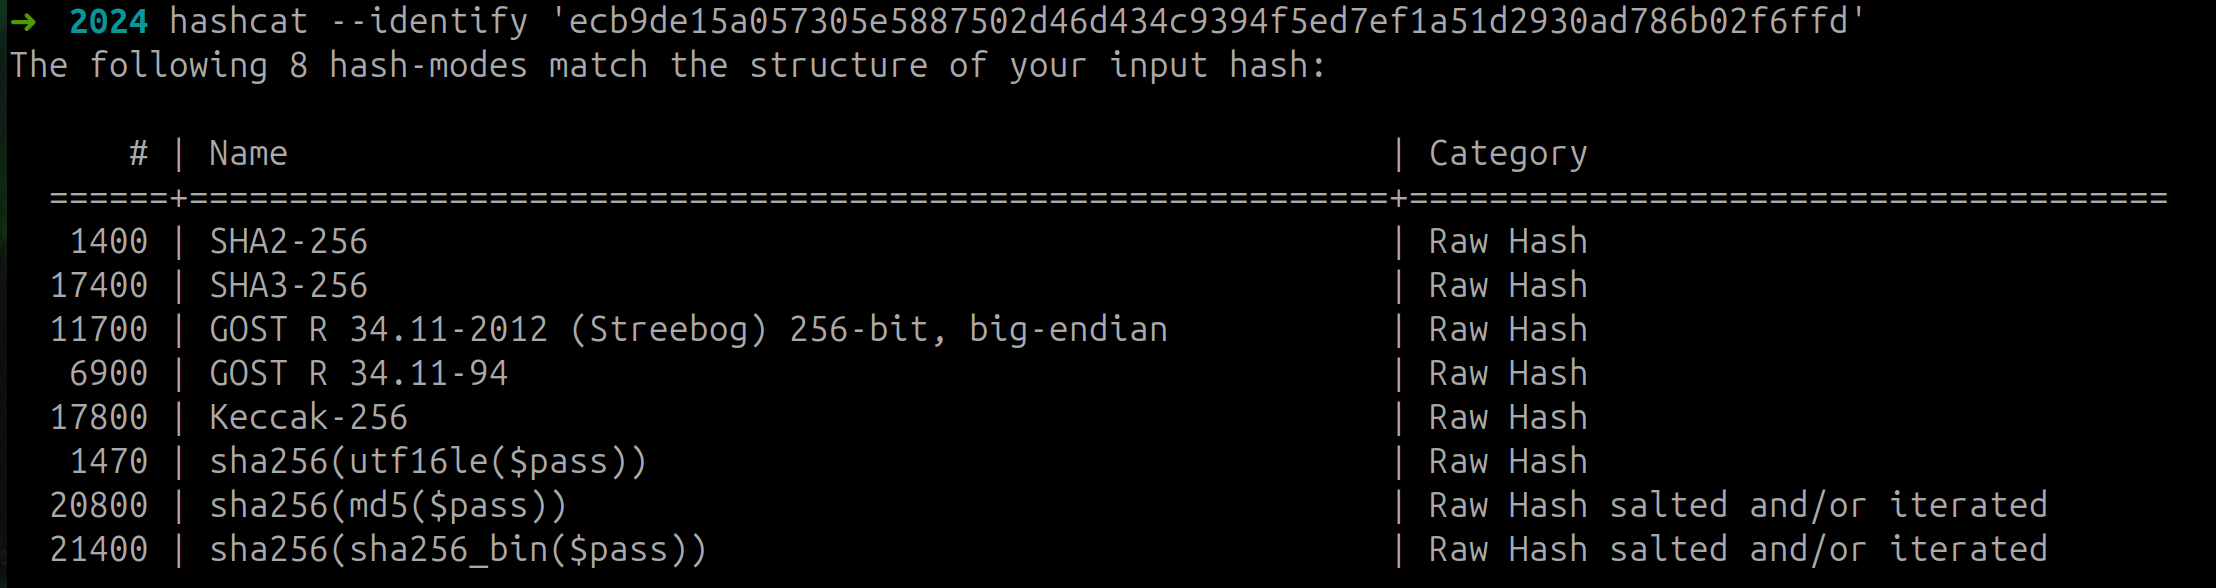 ➜  2024 hashcat --identify 'ecb9de15a057305e5887502d46d434c9394f5ed7ef1a51d2930ad786b02f6ffd'
The following 8 hash-modes match the structure of your input hash:

      # | Name                                                       | Category
  ======+============================================================+======================================
   1400 | SHA2-256                                                   | Raw Hash
  17400 | SHA3-256                                                   | Raw Hash
  11700 | GOST R 34.11-2012 (Streebog) 256-bit, big-endian           | Raw Hash
   6900 | GOST R 34.11-94                                            | Raw Hash
  17800 | Keccak-256                                                 | Raw Hash
   1470 | sha256(utf16le($pass))                                     | Raw Hash
  20800 | sha256(md5($pass))                                         | Raw Hash salted and/or iterated
  21400 | sha256(sha256_bin($pass))                                  | Raw Hash salted and/or iterated